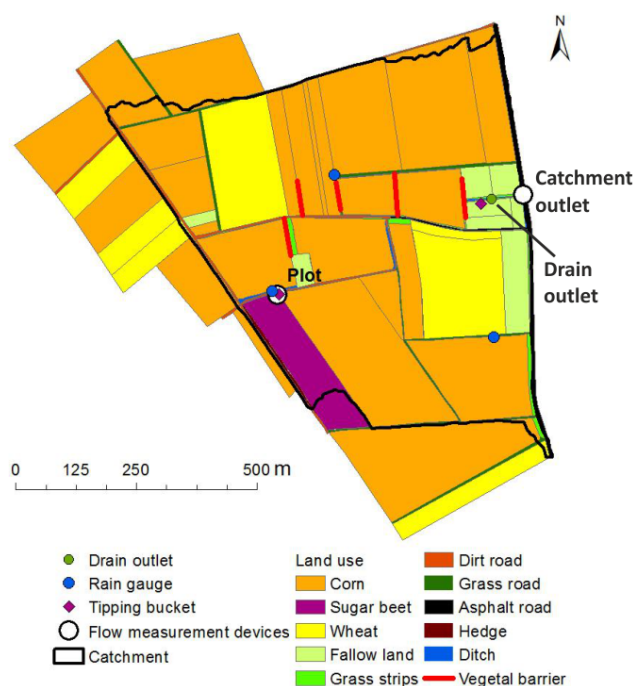 N
Catchment
outlet
Drain
outlet
Plot
0 125 250 500 m
Drain outlet
Rain gauge
Tipping bucket
Flow measurement devices
Catchment
Land use
Corn
Sugar beet
Wheat
Fallow land
Grass strips
Dirt road
Grass road
Asphalt road
Hedge
Ditch
Vegetal barrier